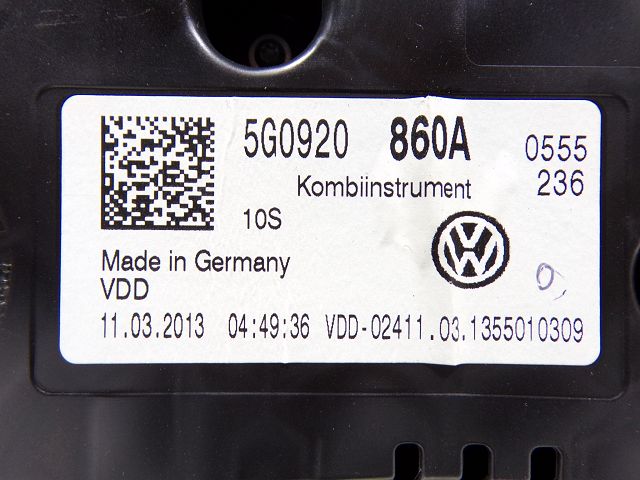 5G0920 860A 0555
Kombiinstrument 236
10S
Made in Germany
VDD
11.03.2013 04:49:36 VDD-02411.03.1355010309